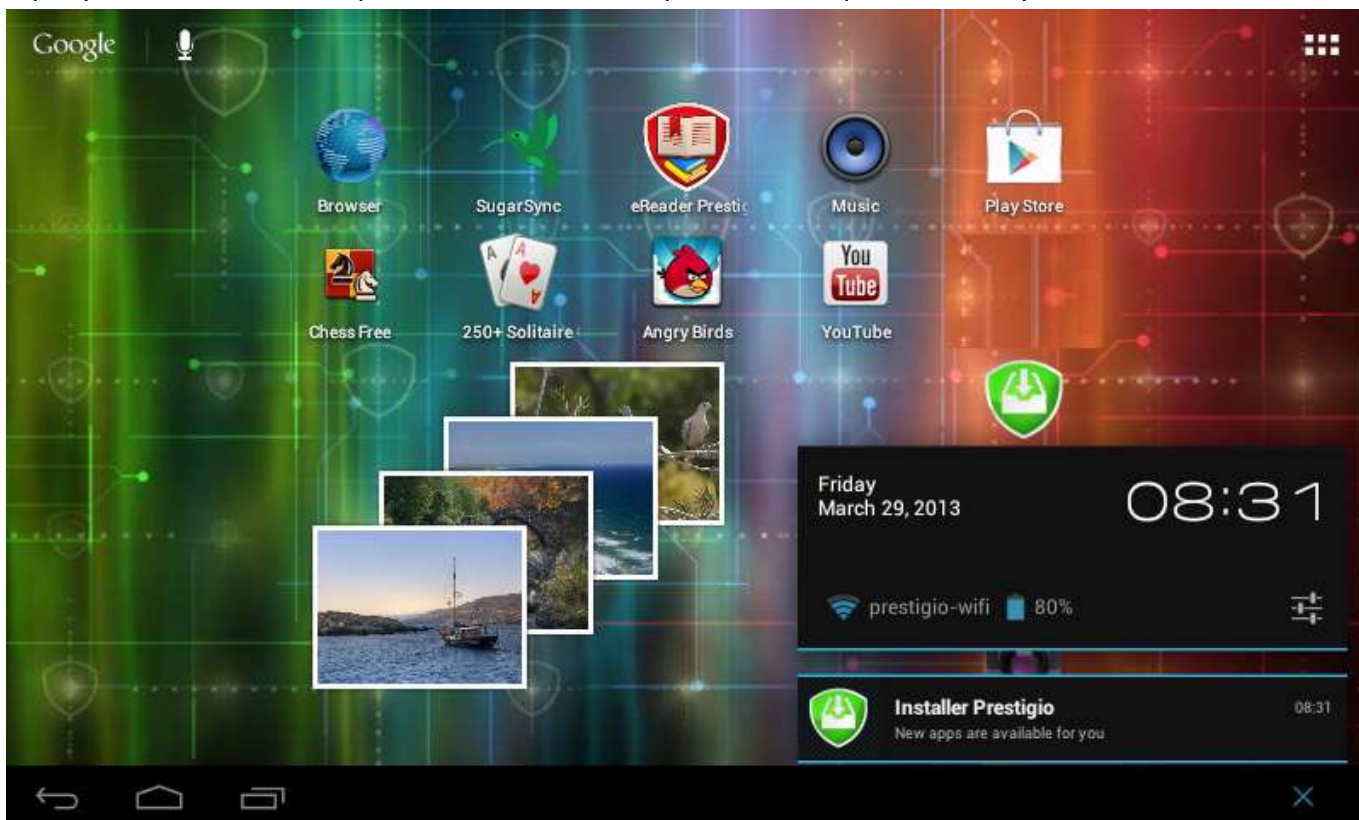 Google
Browser
SugarSync
eReader Prestig
Music
Play Store
Chess Free
250+ Solitaire
Angry Birds
You
Tube
YouTube
Friday
March 29, 2013
08:31
prestigio-wifi
80%
Installer Prestigio
08:31
New apps are available for you